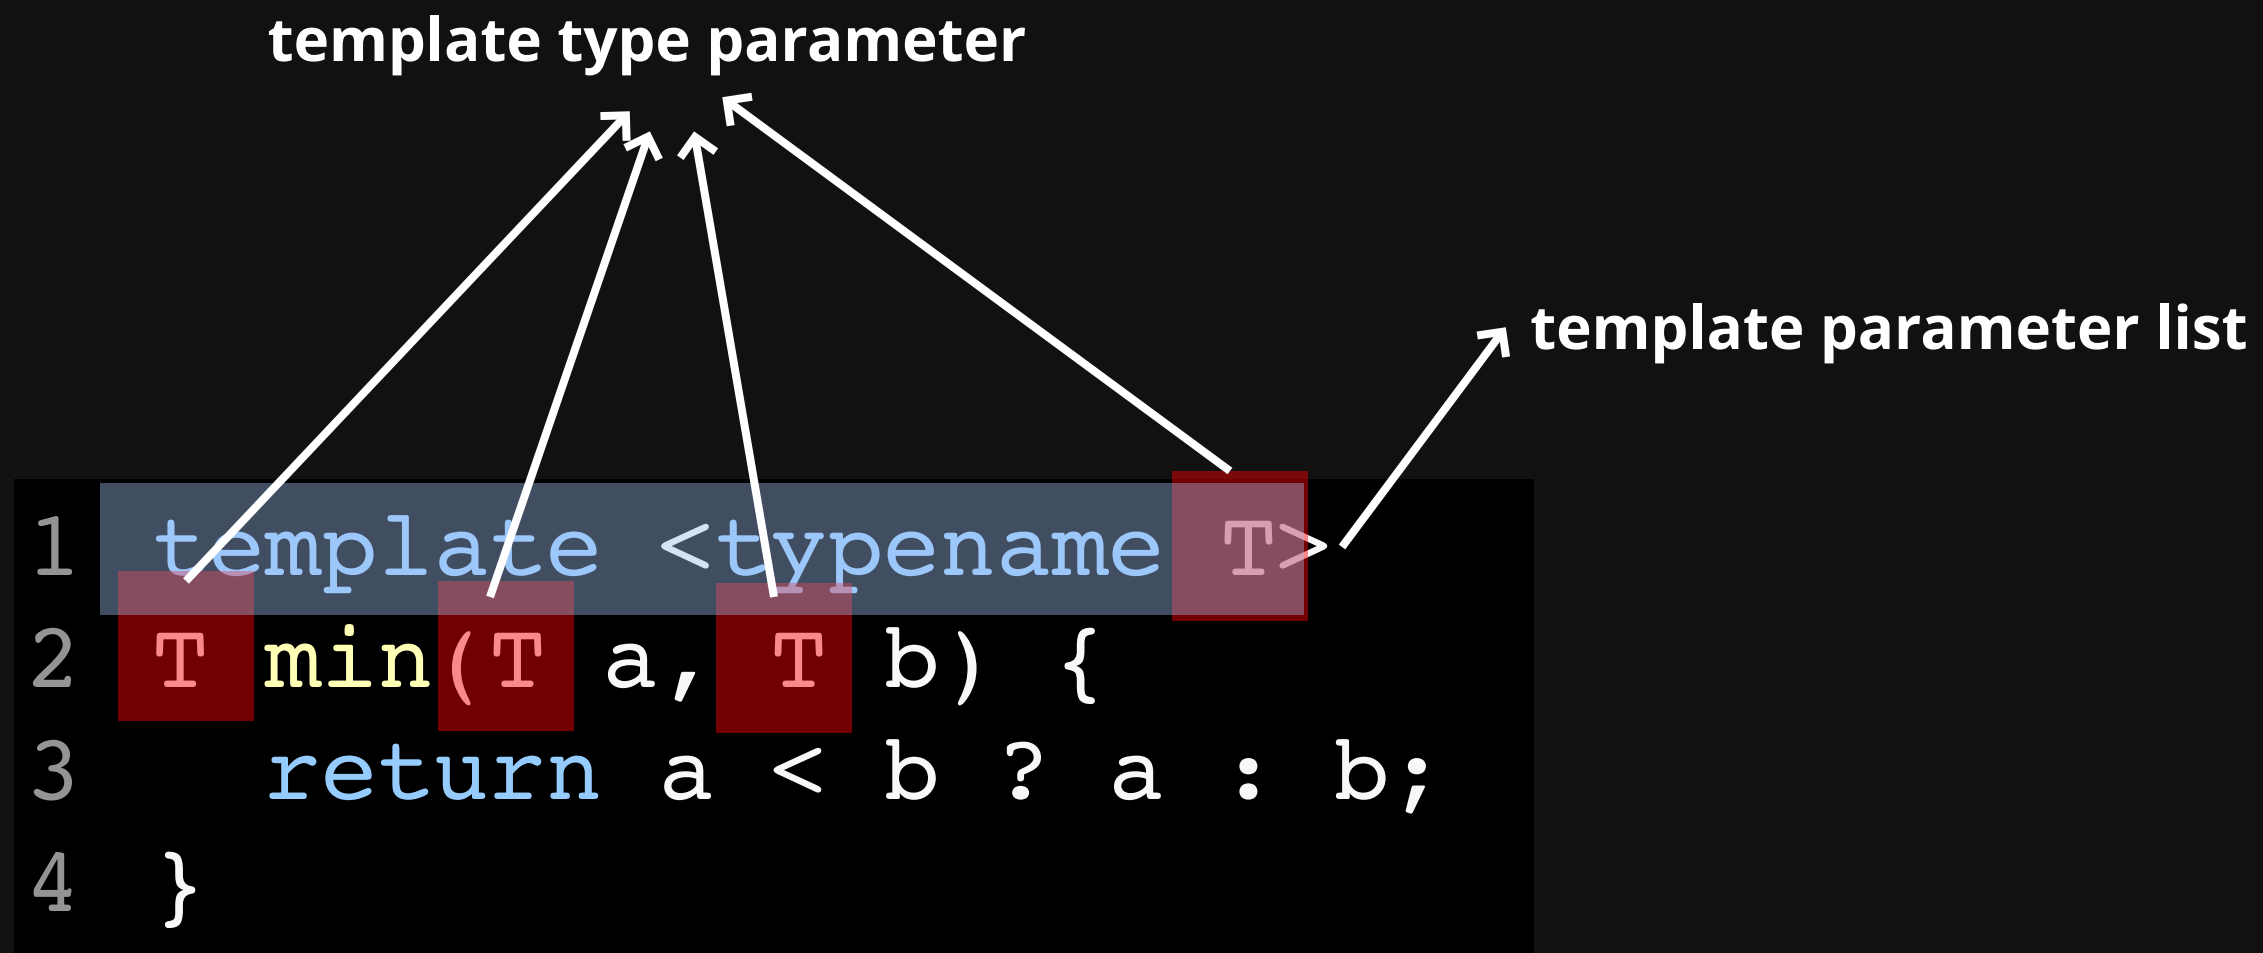 template type parameter
template parameter list
1 template <typename T>
2 T min(T a, T b) {
3   return a < b ? a : b;
4 }